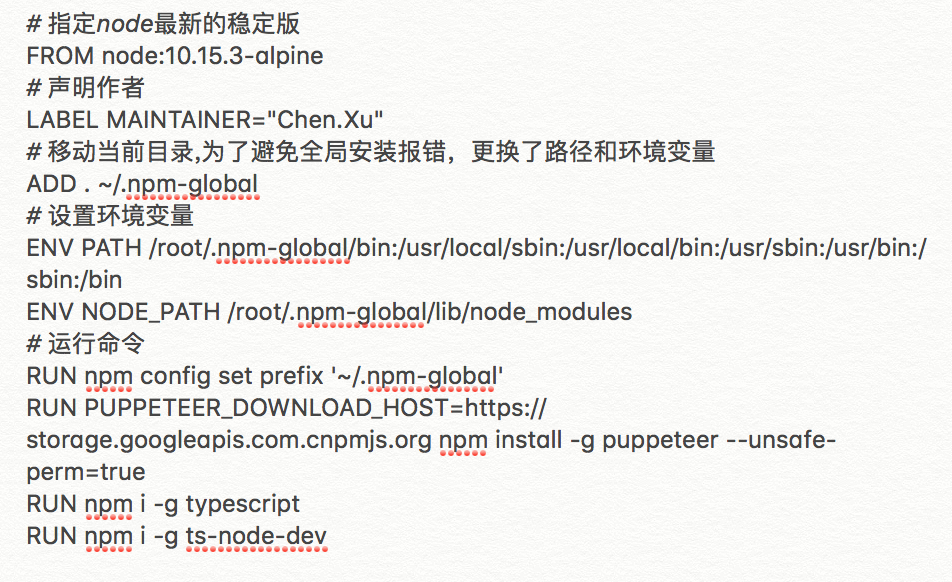 # 指定node最新的稳定版
FROM node:10.15.3-alpine
# 声明作者
LABEL MAINTAINER="Chen.Xu"
# 移动当前目录,为了避免全局安装报错，更换了路径和环境变量
ADD . ~/.npm-global
# 设置环境变量
ENV PATH /root/.npm-global/bin:/usr/local/sbin:/usr/local/bin:/usr/sbin:/usr/bin:/
sbin:/bin
ENV NODE_PATH /root/.npm-global/lib/node_modules
# 运行命令
RUN npm config set prefix '~/.npm-global'
RUN PUPPETEER_DOWNLOAD_HOST=https://
storage.googleapis.com.cnpmjs.org npm install -g puppeteer --unsafe-
perm=true
RUN npm i -g typescript
RUN npm i -g ts-node-dev